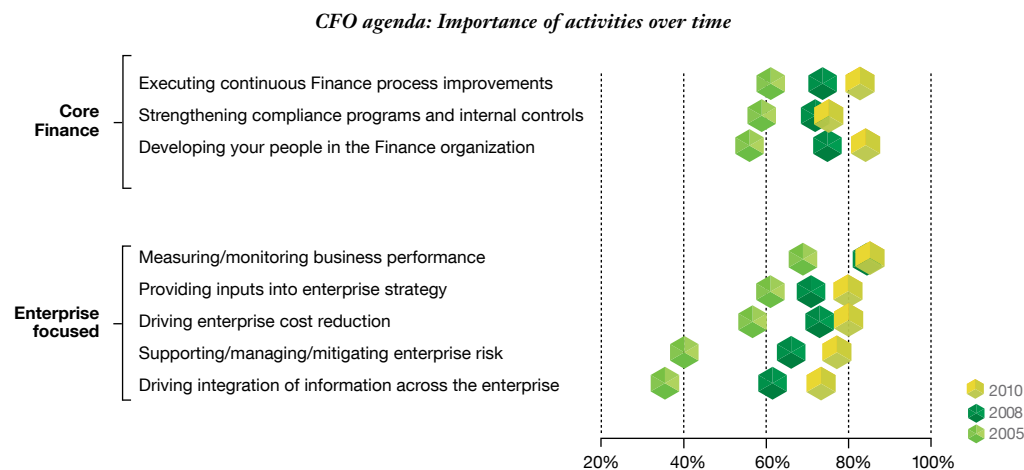 CFO agenda: Importance of activities over time
Core
Finance
Executing continuous Finance process improvements
Strengthening compliance programs and internal controls
Developing your people in the Finance organization
Enterprise
focused
Measuring/monitoring business performance
Providing inputs into enterprise strategy
Driving enterprise cost reduction
Supporting/managing/mitigating enterprise risk
Driving integration of information across the enterprise
2010
2008
2005
20% 40% 60% 80% 100%